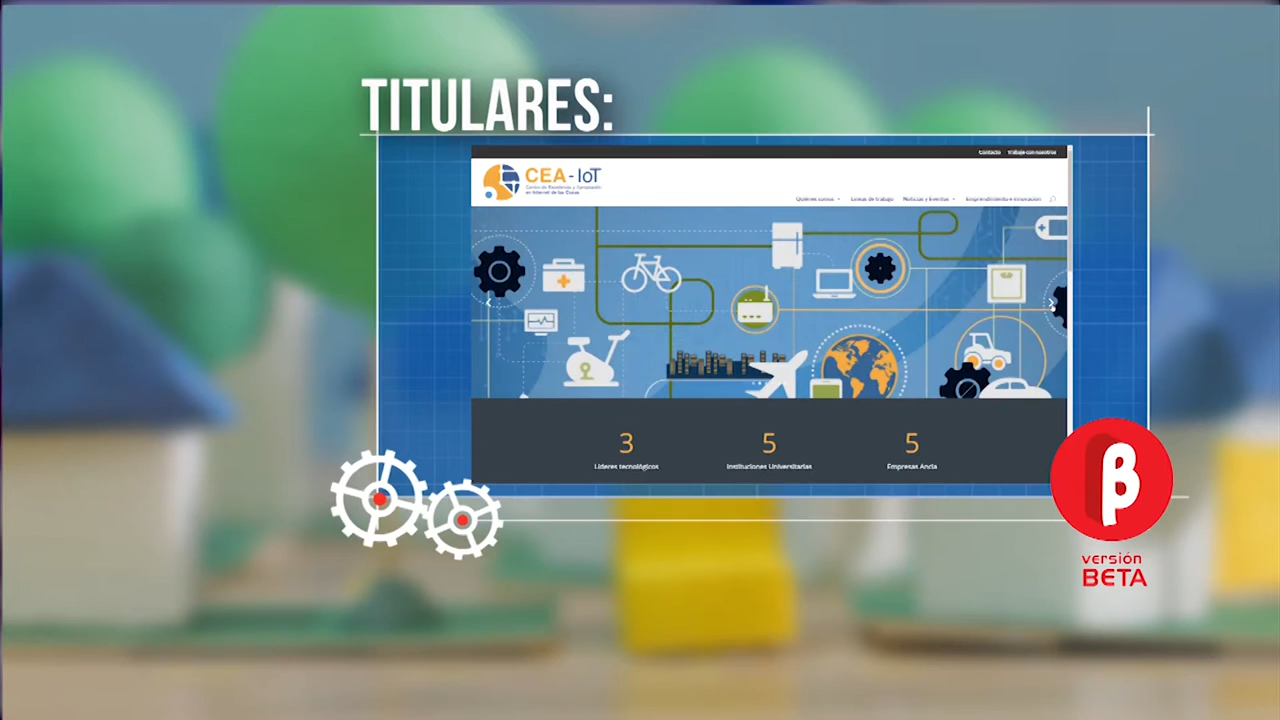 TITULARES:
Contacto Trabaje con nosotros
CEA-IoT
Centro de Excelencia y Apropiación
en Internet de las Cosas
Quiénes somos Líneas de trabajo Noticias y Eventos Emprendimiento e innovación
3 5 5
Líderes tecnológicos Instituciones Universitarias Empresas Ancla
β
versión
BETA